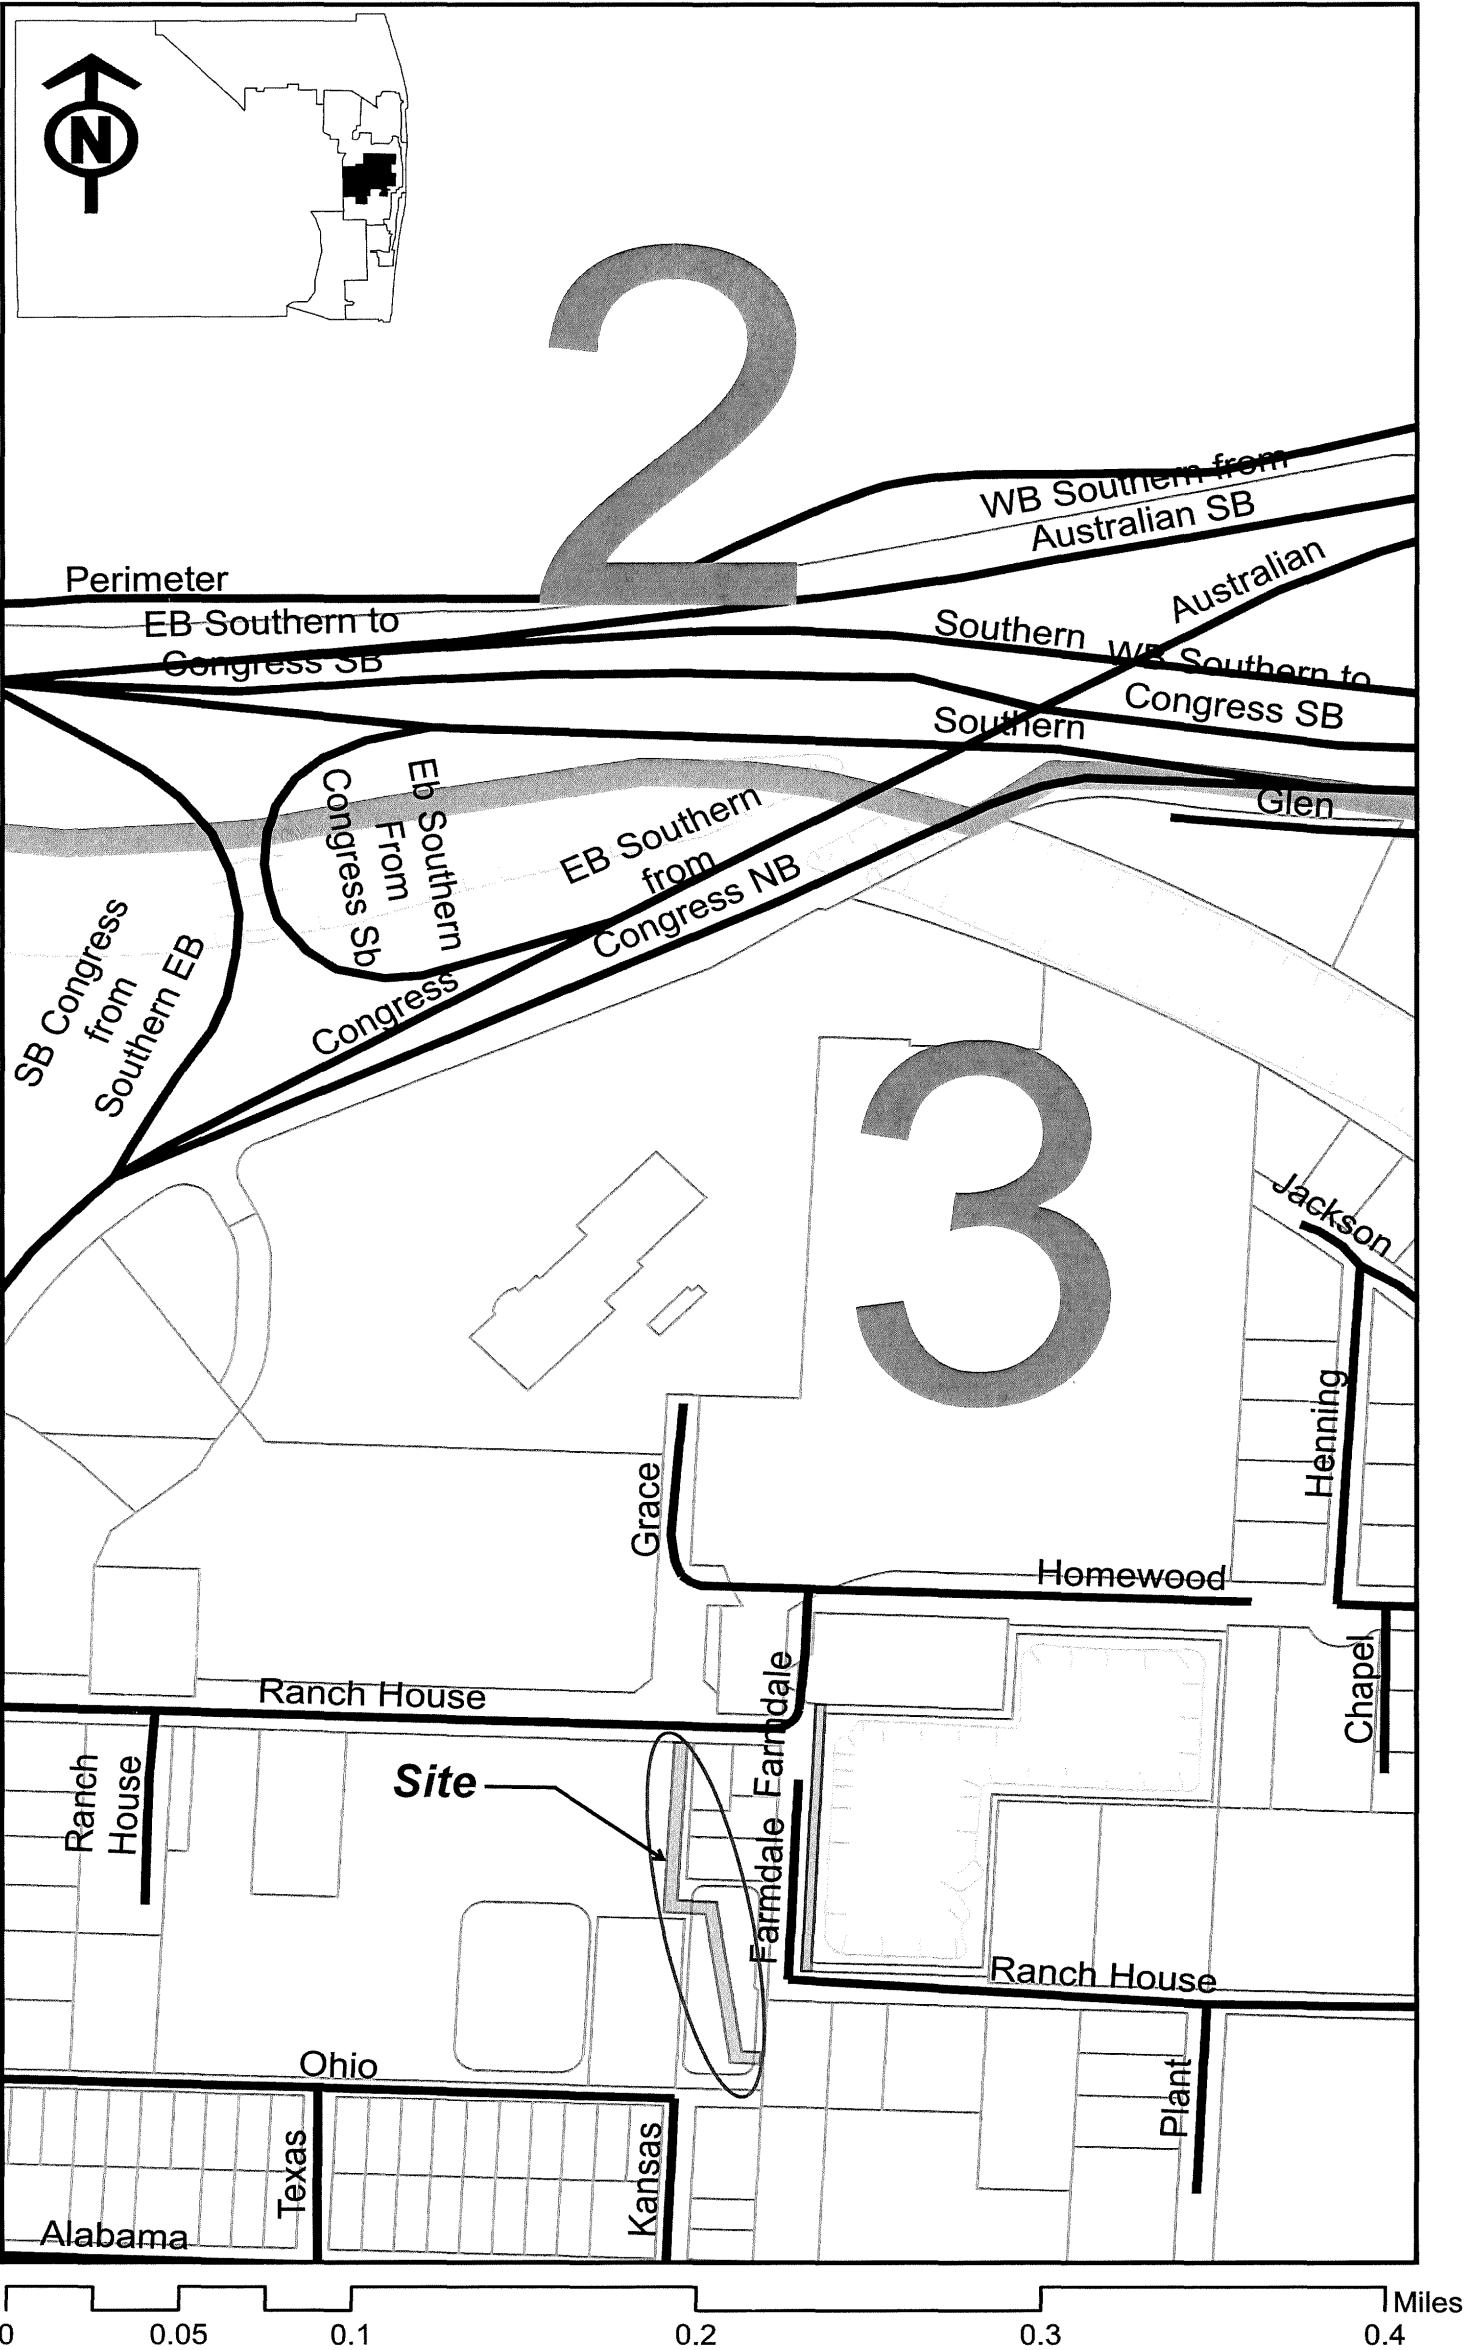 N
2
WB Southern from
Australian SB
Australian
Perimeter
EB Southern to
Congress SB
Southern
WB Southern to
Congress SB
Southern
Glen
Eb Southern
From
Congress Sb
EB Southern
from
Congress NB
Congress
SB Congress
from
Southern EB
3
Jackson
Henning
Grace
Homewood
Chapel
Farmdale
Ranch House
Ranch
House
Site
Farmdale
Ranch House
Ohio
Plant
Texas
Kansas
Alabama
Miles
0
0.05
0.1
0.2
0.3
0.4